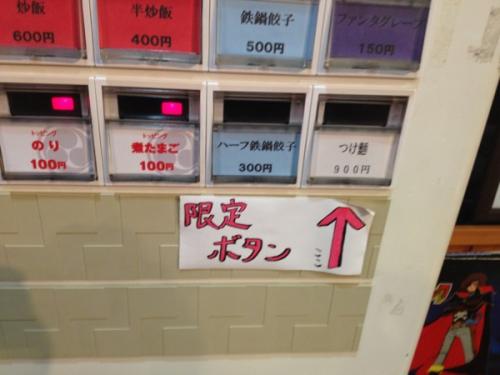 炒飯
600円
半炒飯
400円
鉄鍋餃子
500円
ファンタグレープ
150円
トッピング
のり
100円
トッピング
煮たまご
100円
ハーフ鉄鍋餃子
300円
つけ麺
900円
限定
ボタン
ここ